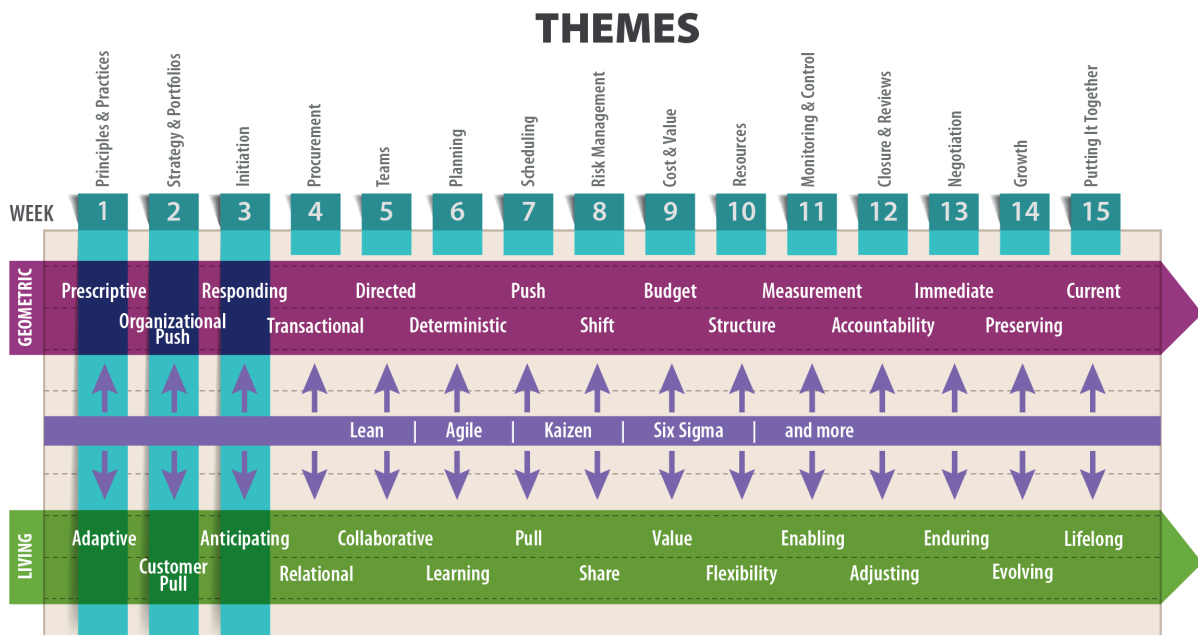 THEMES
Principles & Practices
Strategy & Portfolios
Initiation
Procurement
Teams
Planning
Scheduling
Risk Management
Cost & Value
Resources
Monitoring & Control
Closure & Reviews
Negotiation
Growth
Putting It Together
WEEK 1 2 3 4 5 6 7 8 9 10 11 12 13 14 15
GEOMETRIC
Prescriptive Responding Directed Push Budget Measurement Immediate Current
Organizational Transactional Deterministic Shift Structure Accountability Preserving
Push
Lean | Agile | Kaizen | Six Sigma | and more
LIVING
Adaptive Anticipating Collaborative Pull Value Enabling Enduring Lifelong
Customer Relational Learning Share Flexibility Adjusting Evolving
Pull